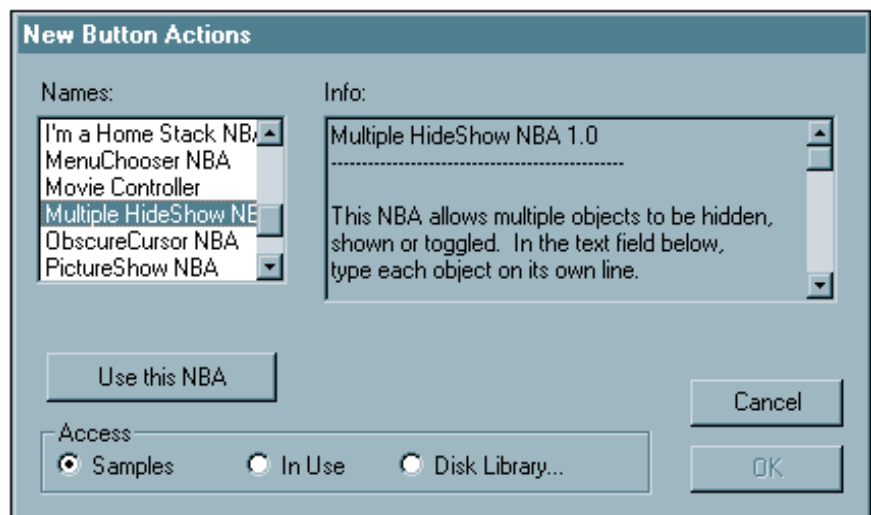 New Button Actions
Names:
I'm a Home Stack NBA
MenuChooser NBA
Movie Controller
Multiple HideShow NB
ObscureCursor NBA
PictureShow NBA
Info:
Multiple HideShow NBA 1.0
------------------------------------------------
This NBA allows multiple objects to be hidden,
shown or toggled. In the text field below,
type each object on its own line.
Use this NBA
Cancel
Access
Samples In Use Disk Library...
OK